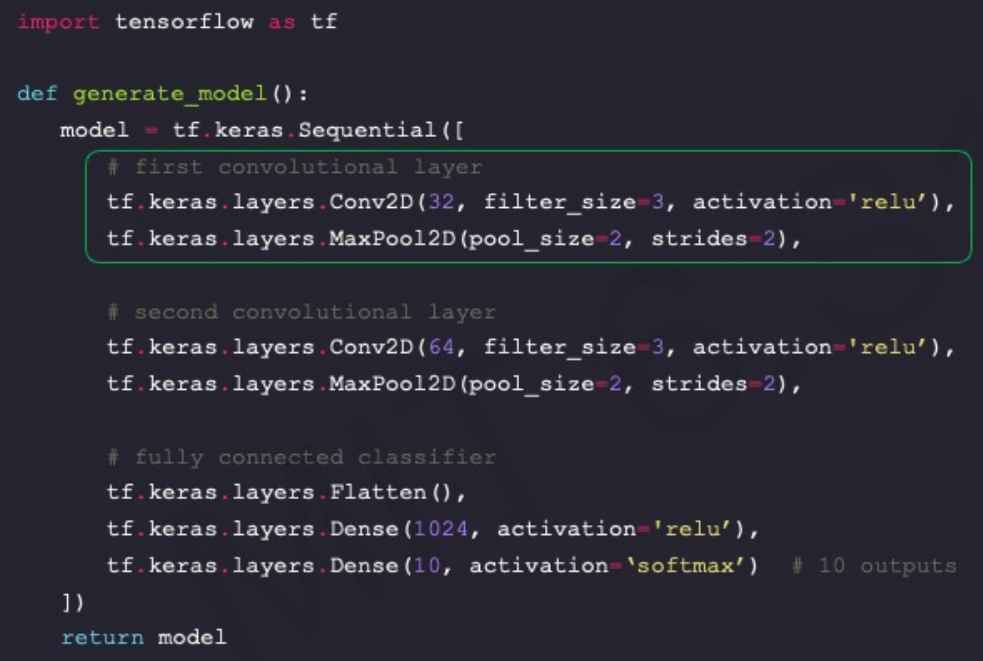 import tensorflow as tf
def generate_model():
model = tf.keras.Sequential([
# first convolutional layer
tf.keras.layers.Conv2D(32, filter_size=3, activation='relu’),
tf.keras.layers.MaxPool2D(pool_size=2, strides=2),
# second convolutional layer
tf.keras.layers.Conv2D(64, filter_size=3, activation='relu’),
tf.keras.layers.MaxPool2D(pool_size=2, strides=2),
# fully connected classifier
tf.keras.layers.Flatten(),
tf.keras.layers.Dense(1024, activation='relu’),
tf.keras.layers.Dense(10, activation=‘softmax’)  # 10 outputs
])
return model